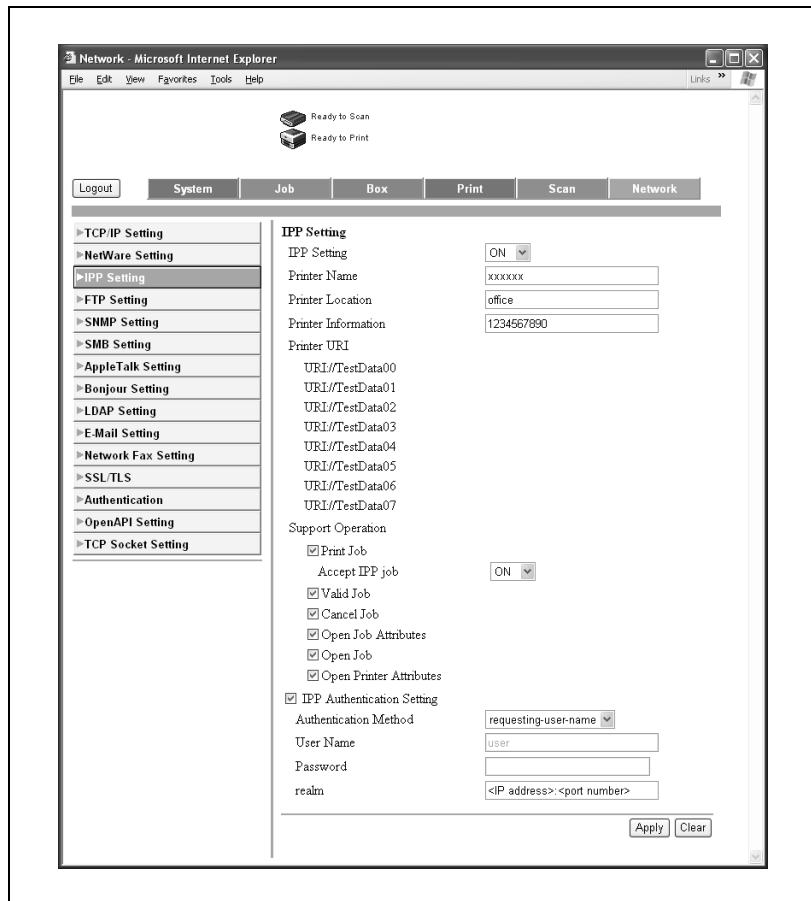 Network - Microsoft Internet Explorer
File Edit View Favorites Tools Help Links »
Ready to Scan
Ready to Print
Logout System Job Box Print Scan Network
TCP/IP Setting
NetWare Setting
IPP Setting
FTP Setting
SNMP Setting
SMB Setting
AppleTalk Setting
Bonjour Setting
LDAP Setting
E-Mail Setting
Network Fax Setting
SSL/TLS
Authentication
OpenAPI Setting
TCP Socket Setting
IPP Setting
IPP Setting ON
Printer Name xxxxxx
Printer Location office
Printer Information 1234567890
Printer URI
URI://TestData00
URI://TestData01
URI://TestData02
URI://TestData03
URI://TestData04
URI://TestData05
URI://TestData06
URI://TestData07
Support Operation
Print Job
Accept IPP job ON
Valid Job
Cancel Job
Open Job Attributes
Open Job
Open Printer Attributes
IPP Authentication Setting
Authentication Method requesting-user-name
User Name user
Password
realm <IP address>:<port number>
Apply Clear